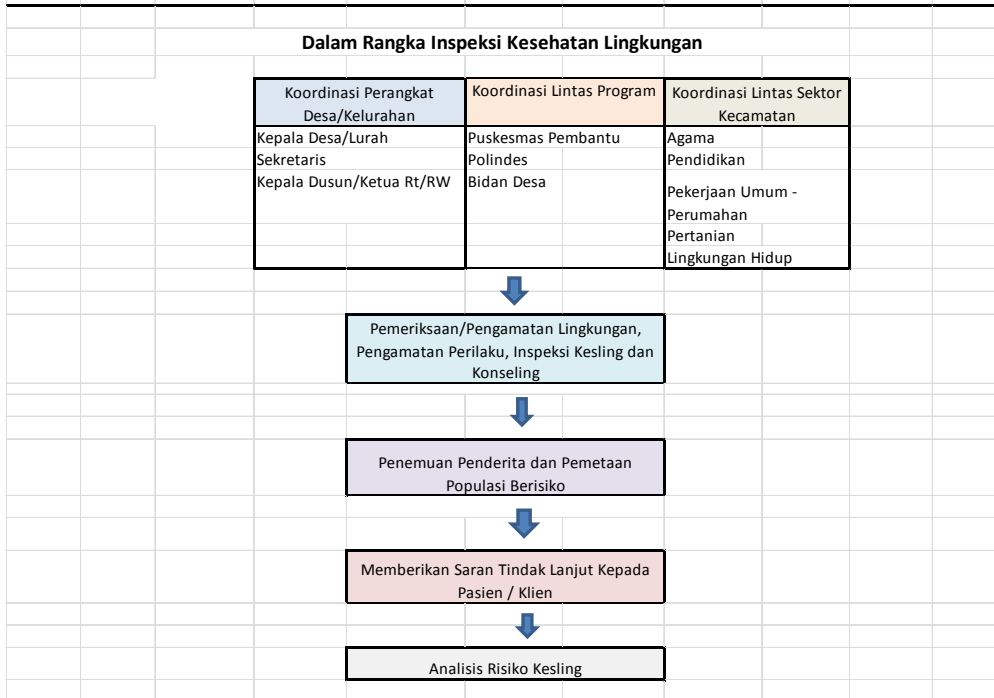 Dalam Rangka Inspeksi Kesehatan Lingkungan
Koordinasi Perangkat
Desa/Kelurahan
Kepala Desa/Lurah
Sekretaris
Kepala Dusun/Ketua Rt/RW
Koordinasi Lintas Program
Puskesmas Pembantu
Polindes
Bidan Desa
Koordinasi Lintas Sektor
Kecamatan
Agama
Pendidikan
Pekerjaan Umum -
Perumahan
Pertanian
Lingkungan Hidup
Pemeriksaan/Pengamatan Lingkungan,
Pengamatan Perilaku, Inspeksi Kesling dan
Konseling
Penemuan Penderita dan Pemetaan
Populasi Berisiko
Memberikan Saran Tindak Lanjut Kepada
Pasien / Klien
Analisis Risiko Kesling